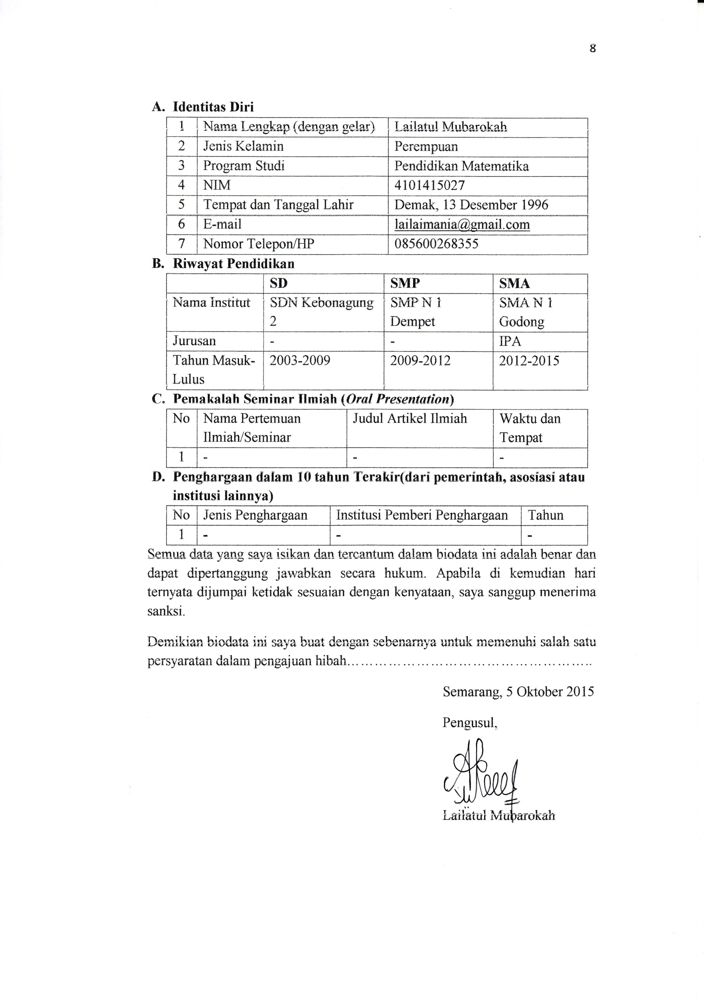 8
A. Identitas Diri
1 Nama Lengkap (dengan gelar) Lailatul Mubarokah
2 Jenis Kelamin Perempuan
3 Program Studi Pendidikan Matematika
4 NIM 4101415027
5 Tempat dan Tanggal Lahir Demak, 13 Desember 1996
6 E-mail lailaimania@gmail.com
7 Nomor Telepon/HP 085600268355
B. Riwayat Pendidikan
SD SMP SMA
Nama Institut SDN Kebonagung SMP N 1 SMA N 1
2 Dempet Godong
Jurusan - - IPA
Tahun Masuk- 2003-2009 2009-2012 2012-2015
Lulus
C. Pemakalah Seminar Ilmiah (Oral Presentation)
No Nama Pertemuan Judul Artikel Ilmiah Waktu dan
Ilmiah/Seminar Tempat
1 - - -
D. Penghargaan dalam 10 tahun Terakir(dari pemerintah, asosiasi atau
institusi lainnya)
No Jenis Penghargaan Institusi Pemberi Penghargaan Tahun
1 - - -
Semua data yang saya isikan dan tercantum dalam biodata ini adalah benar dan
dapat dipertanggung jawabkan secara hukum. Apabila di kemudian hari
ternyata dijumpai ketidak sesuaian dengan kenyataan, saya sanggup menerima
sanksi.
Demikian biodata ini saya buat dengan sebenarnya untuk memenuhi salah satu
persyaratan dalam pengajuan hibah.....................................................
Semarang, 5 Oktober 2015
Pengusul,
Lailatul Mubarokah